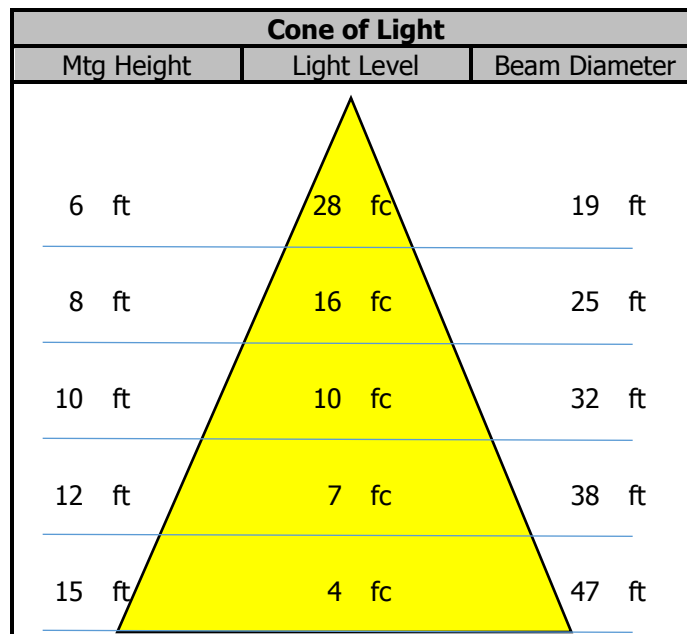 Cone of Light
Mtg Height Light Level Beam Diameter
6 ft 28 fc 19 ft
8 ft 16 fc 25 ft
10 ft 10 fc 32 ft
12 ft 7 fc 38 ft
15 ft 4 fc 47 ft